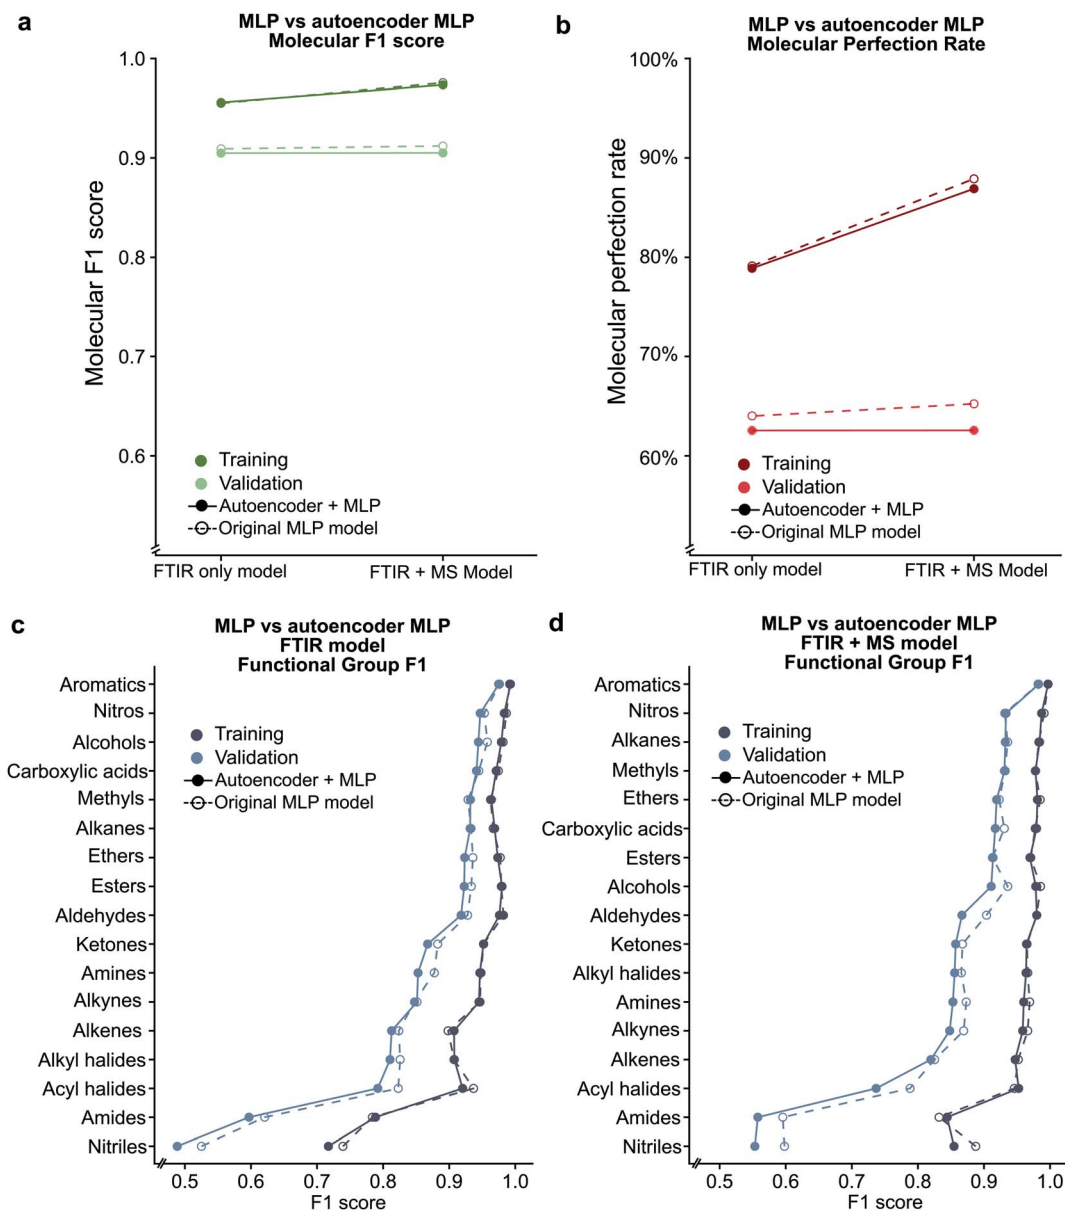 a
MLP vs autoencoder MLP
Molecular F1 score
Molecular F1 score
1.0
0.9
0.8
0.7
0.6
Training
Validation
Autoencoder + MLP
Original MLP model
FTIR only model
FTIR + MS Model
b
MLP vs autoencoder MLP
Molecular Perfection Rate
Molecular perfection rate
100%
90%
80%
70%
60%
Training
Validation
Autoencoder + MLP
Original MLP model
FTIR only model
FTIR + MS Model
c
MLP vs autoencoder MLP
FTIR model
Functional Group F1
Aromatics
Nitros
Alcohols
Carboxylic acids
Methyls
Alkanes
Ethers
Esters
Aldehydes
Ketones
Amines
Alkynes
Alkenes
Alkyl halides
Acyl halides
Amides
Nitriles
Training
Validation
Autoencoder + MLP
Original MLP model
0.5 0.6 0.7 0.8 0.9 1.0
F1 score
d
MLP vs autoencoder MLP
FTIR + MS model
Functional Group F1
Aromatics
Nitros
Alkanes
Methyls
Ethers
Carboxylic acids
Esters
Alcohols
Aldehydes
Ketones
Alkyl halides
Amines
Alkynes
Alkenes
Acyl halides
Amides
Nitriles
Training
Validation
Autoencoder + MLP
Original MLP model
0.5 0.6 0.7 0.8 0.9 1.0
F1 score